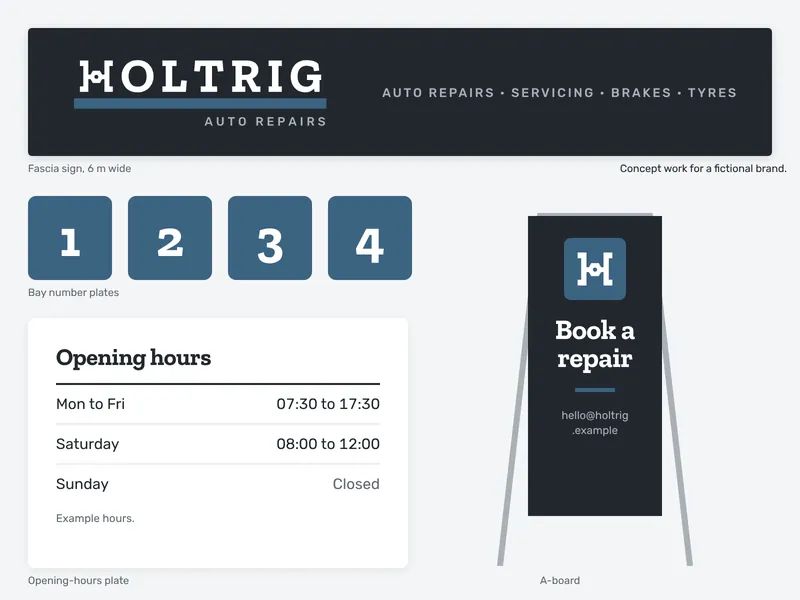 HOLTRIG
AUTO REPAIRS
AUTO REPAIRS • SERVICING • BRAKES • TYRES
Fascia sign, 6 m wide
Concept work for a fictional brand.
1 2 3 4
Bay number plates
Opening hours
Mon to Fri 07:30 to 17:30
Saturday 08:00 to 12:00
Sunday Closed
Example hours.
Opening-hours plate
H
Book a
repair
hello@holtrig
.example
A-board